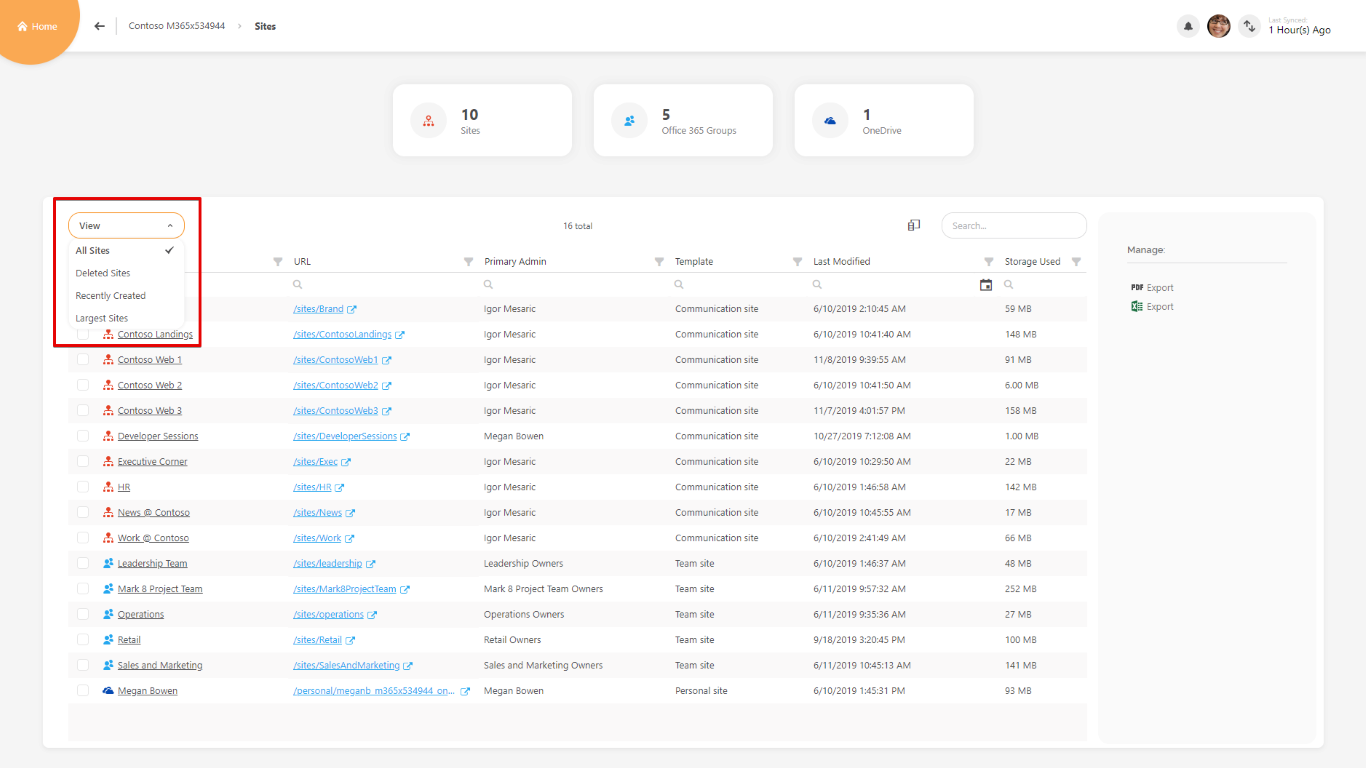 Home
Contoso M365x534944 > Sites
Last Synced:
1 Hour(s) Ago
10
Sites
5
Office 365 Groups
1
OneDrive
View
16 total
Search...
All Sites
Deleted Sites
Recently Created
Largest Sites
URL Primary Admin Template Last Modified Storage Used
/sites/Brand Igor Mesaric Communication site 6/10/2019 2:10:45 AM 59 MB
Contoso Landings /sites/ContosoLandings Igor Mesaric Communication site 6/10/2019 10:41:40 AM 148 MB
Contoso Web 1 /sites/ContosoWeb1 Igor Mesaric Communication site 11/8/2019 9:39:55 AM 91 MB
Contoso Web 2 /sites/ContosoWeb2 Igor Mesaric Communication site 6/10/2019 10:41:50 AM 6.00 MB
Contoso Web 3 /sites/ContosoWeb3 Igor Mesaric Communication site 11/7/2019 4:01:57 PM 158 MB
Developer Sessions /sites/DeveloperSessions Megan Bowen Communication site 10/27/2019 7:12:08 AM 1.00 MB
Executive Corner /sites/Exec Igor Mesaric Communication site 6/10/2019 10:29:50 AM 22 MB
HR /sites/HR Igor Mesaric Communication site 6/10/2019 1:46:58 AM 142 MB
News @ Contoso /sites/News Igor Mesaric Communication site 6/10/2019 10:45:55 AM 17 MB
Work @ Contoso /sites/Work Igor Mesaric Communication site 6/10/2019 2:41:49 AM 66 MB
Leadership Team /sites/leadership Leadership Owners Team site 6/10/2019 1:46:37 AM 48 MB
Mark 8 Project Team /sites/Mark8ProjectTeam Mark 8 Project Team Owners Team site 6/11/2019 9:57:32 AM 252 MB
Operations /sites/operations Operations Owners Team site 6/11/2019 9:35:36 AM 27 MB
Retail /sites/Retail Retail Owners Team site 9/18/2019 3:20:45 PM 100 MB
Sales and Marketing /sites/SalesAndMarketing Sales and Marketing Owners Team site 6/11/2019 10:45:13 AM 141 MB
Megan Bowen /personal/meganb_m365x534944_on... Megan Bowen Personal site 6/10/2019 1:45:31 PM 93 MB
Manage:
PDF Export
Export